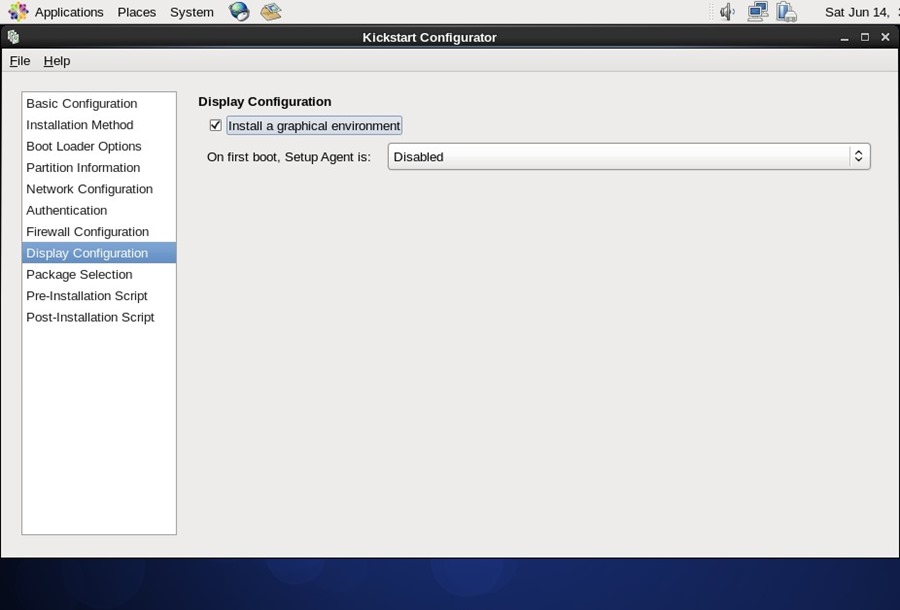 Applications Places System Sat Jun 14,
Kickstart Configurator
File Help
Basic Configuration
Installation Method
Boot Loader Options
Partition Information
Network Configuration
Authentication
Firewall Configuration
Display Configuration
Package Selection
Pre-Installation Script
Post-Installation Script
Display Configuration
Install a graphical environment
On first boot, Setup Agent is: Disabled